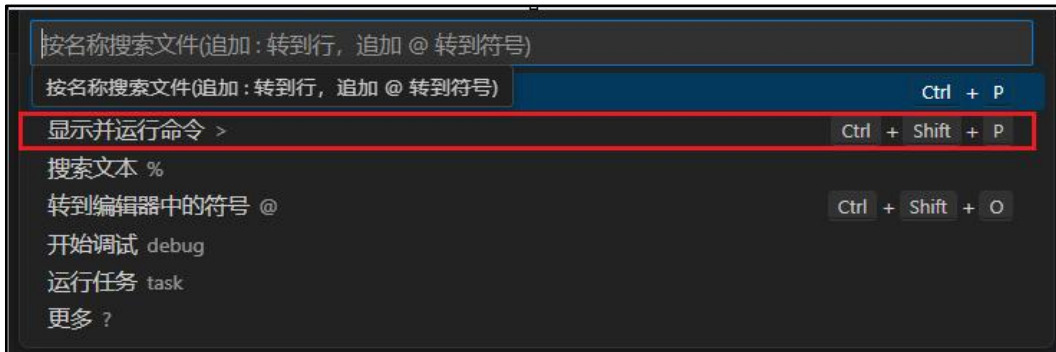 按名称搜索文件(追加 : 转到行，追加 @ 转到符号)
按名称搜索文件(追加 : 转到行，追加 @ 转到符号) Ctrl + P
显示并运行命令 > Ctrl + Shift + P
搜索文本 %
转到编辑器中的符号 @ Ctrl + Shift + O
开始调试 debug
运行任务 task
更多 ?